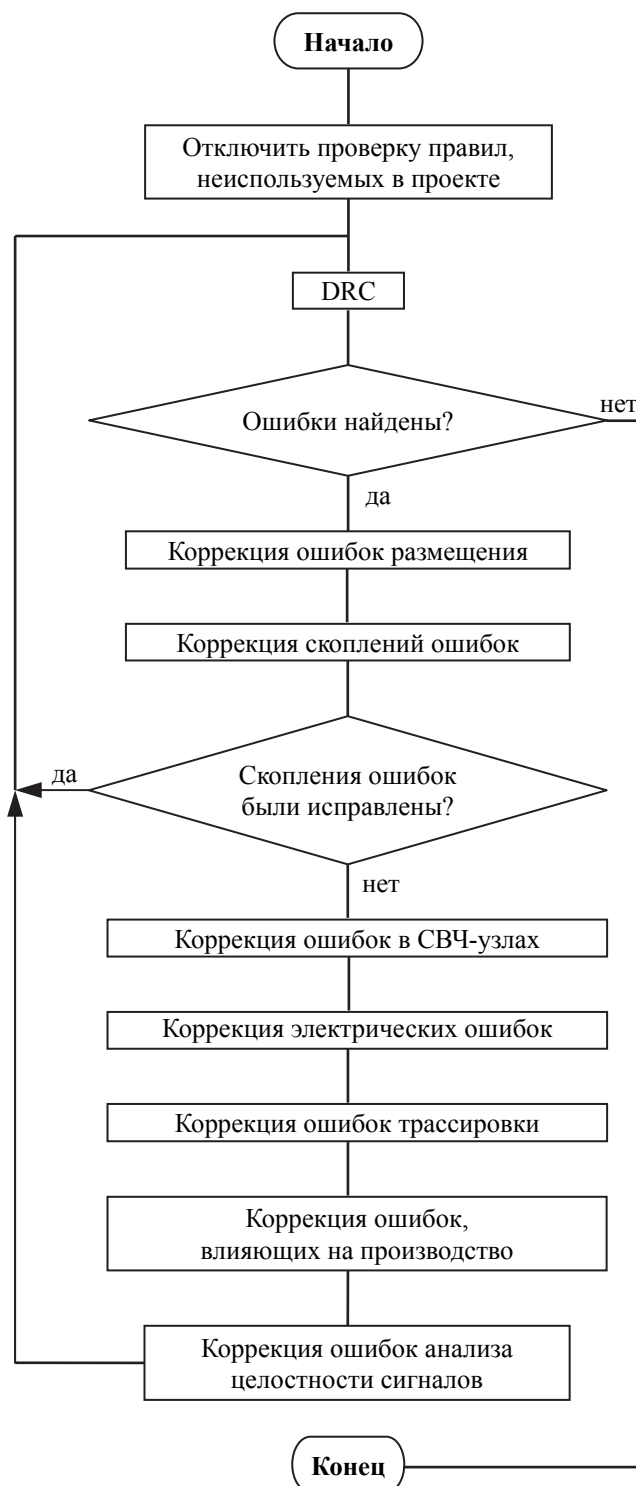 Начало
Отключить проверку правил,
неиспользуемых в проекте
DRC
Ошибки найдены?
нет
да
Коррекция ошибок размещения
Коррекция скоплений ошибок
да
Скопления ошибок
были исправлены?
нет
Коррекция ошибок в СВЧ-узлах
Коррекция электрических ошибок
Коррекция ошибок трассировки
Коррекция ошибок,
влияющих на производство
Коррекция ошибок анализа
целостности сигналов
Конец